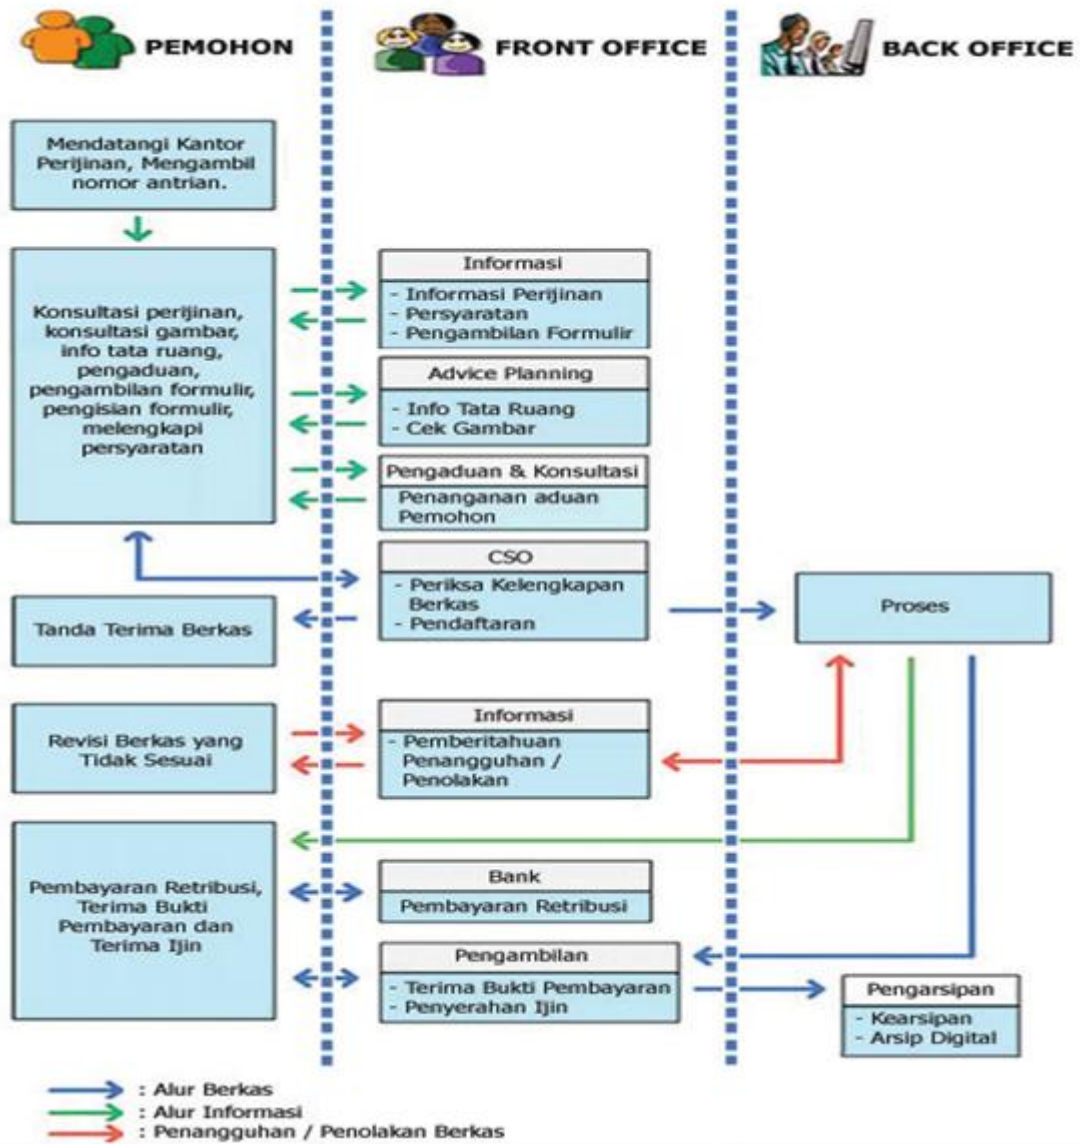 PEMOHON
FRONT OFFICE
BACK OFFICE
Mendatangi Kantor
Perijinan, Mengambil
nomor antrian.
Konsultasi perijinan,
konsultasi gambar,
info tata ruang,
pengaduan,
pengambilan formulir,
pengisian formulir,
melengkapi
persyaratan
Informasi
- Informasi Perijinan
- Persyaratan
- Pengambilan Formulir
Advice Planning
- Info Tata Ruang
- Cek Gambar
Pengaduan & Konsultasi
Penanganan aduan
Pemohon
CSO
- Periksa Kelengkapan
Berkas
- Pendaftaran
Proses
Tanda Terima Berkas
Revisi Berkas yang
Tidak Sesuai
Informasi
- Pemberitahuan
Penangguhan /
Penolakan
Pembayaran Retribusi,
Terima Bukti
Pembayaran dan
Terima Ijin
Bank
Pembayaran Retribusi
Pengambilan
- Terima Bukti Pembayaran
- Penyerahan Ijin
Pengarsipan
- Kearsipan
- Arsip Digital
: Alur Berkas
: Alur Informasi
: Penangguhan / Penolakan Berkas